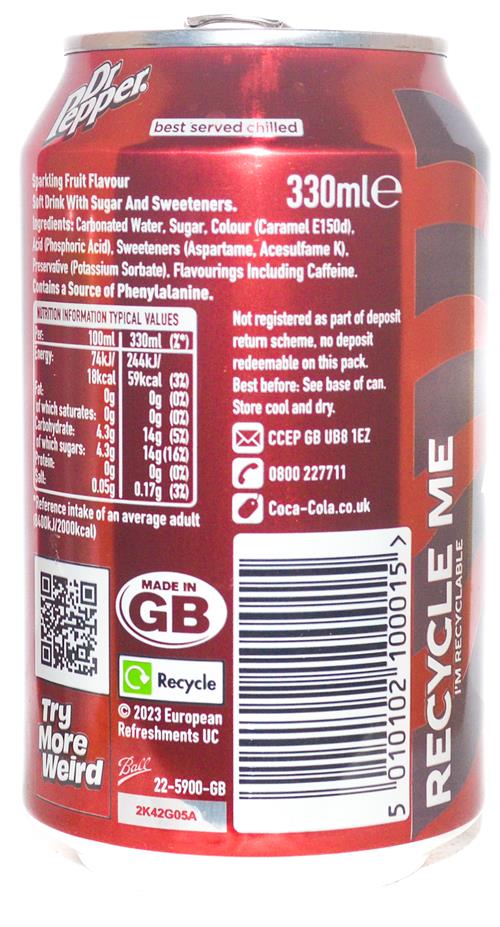 Dr
Pepper.
best served chilled
Sparkling Fruit Flavour
Soft Drink With Sugar And Sweeteners.
330ml℮
Ingredients: Carbonated Water, Sugar, Colour (Caramel E150d),
Acid (Phosphoric Acid), Sweeteners (Aspartame, Acesulfame K),
Preservative (Potassium Sorbate), Flavourings Including Caffeine.
Contains a Source of Phenylalanine.
NUTRITION INFORMATION TYPICAL VALUES
Per: 100ml 330ml (%*)
Energy: 74kJ/ 244kJ/
18kcal 59kcal (3%)
Fat: 0g 0g (0%)
of which saturates: 0g 0g (0%)
Carbohydrate: 4.3g 14g (5%)
of which sugars: 4.3g 14g (16%)
Protein: 0g 0g (0%)
Salt: 0.05g 0.17g (3%)
*Reference intake of an average adult
(8400kJ/2000kcal)
Not registered as part of deposit
return scheme, no deposit
redeemable on this pack.
Best before: See base of can.
Store cool and dry.
CCEP GB UB8 1EZ
0800 227711
Coca-Cola.co.uk
MADE IN
GB
Recycle
© 2023 European
Refreshments UC
Try
More
Weird
Ball
22-5900-GB
2K42G05A
5 010102 100015 >
RECYCLE ME
I'M RECYCLABLE